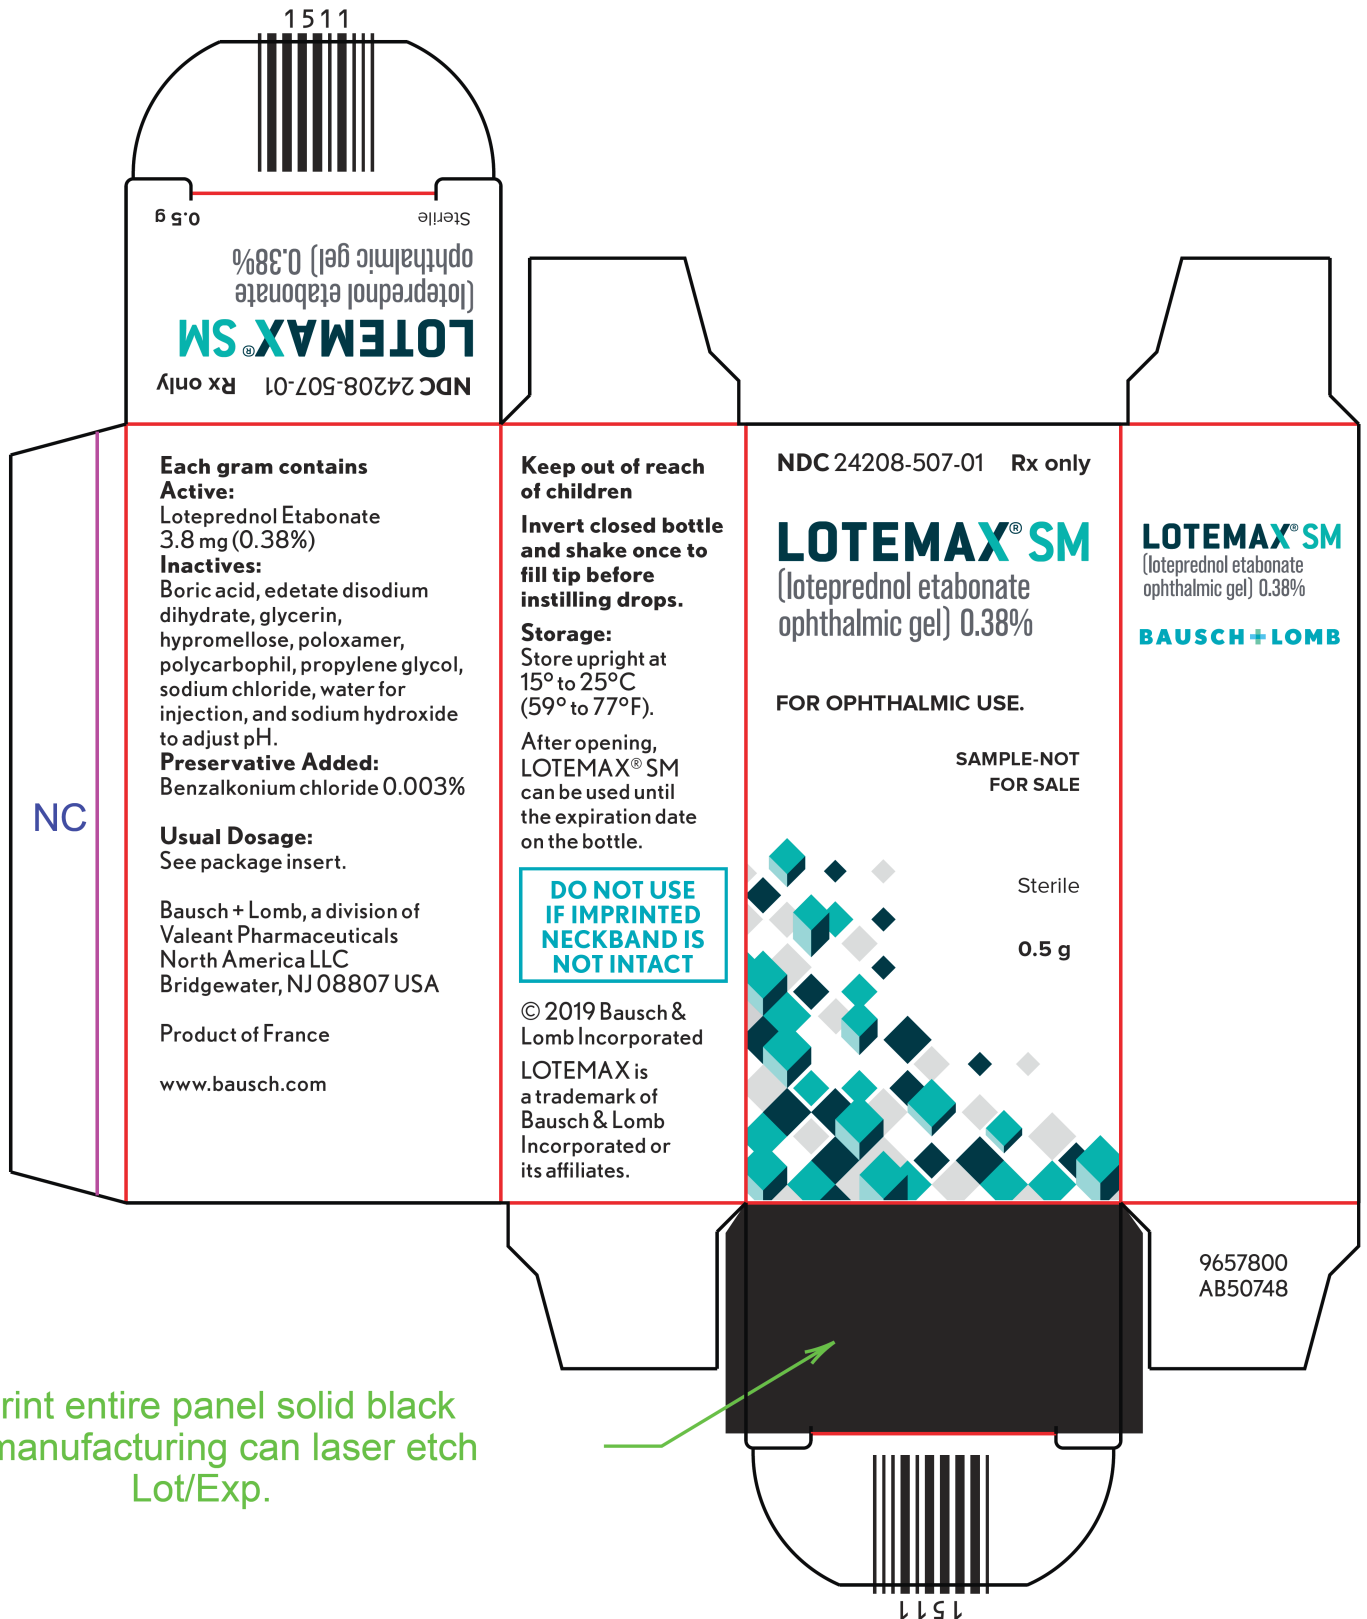 1511
NDC 24208-507-01 Rx only
LOTEMAX® SM
(loteprednol etabonate
ophthalmic gel) 0.38%
Sterile 0.5 g
NC
Each gram contains
Active:
Loteprednol Etabonate
3.8 mg (0.38%)
Inactives:
Boric acid, edetate disodium
dihydrate, glycerin,
hypromellose, poloxamer,
polycarbophil, propylene glycol,
sodium chloride, water for
injection, and sodium hydroxide
to adjust pH.
Preservative Added:
Benzalkonium chloride 0.003%
Usual Dosage:
See package insert.
Bausch + Lomb, a division of
Valeant Pharmaceuticals
North America LLC
Bridgewater, NJ 08807 USA
Product of France
www.bausch.com
Keep out of reach
of children
Invert closed bottle
and shake once to
fill tip before
instilling drops.
Storage:
Store upright at
15° to 25°C
(59° to 77°F).
After opening,
LOTEMAX® SM
can be used until
the expiration date
on the bottle.
DO NOT USE
IF IMPRINTED
NECKBAND IS
NOT INTACT
© 2019 Bausch &
Lomb Incorporated
LOTEMAX is
a trademark of
Bausch & Lomb
Incorporated or
its affiliates.
NDC 24208-507-01 Rx only
LOTEMAX® SM
(loteprednol etabonate
ophthalmic gel) 0.38%
FOR OPHTHALMIC USE.
SAMPLE-NOT
FOR SALE
Sterile
0.5 g
LOTEMAX® SM
(loteprednol etabonate
ophthalmic gel) 0.38%
BAUSCH + LOMB
9657800
AB50748
rint entire panel solid black
manufacturing can laser etch
Lot/Exp.
1511